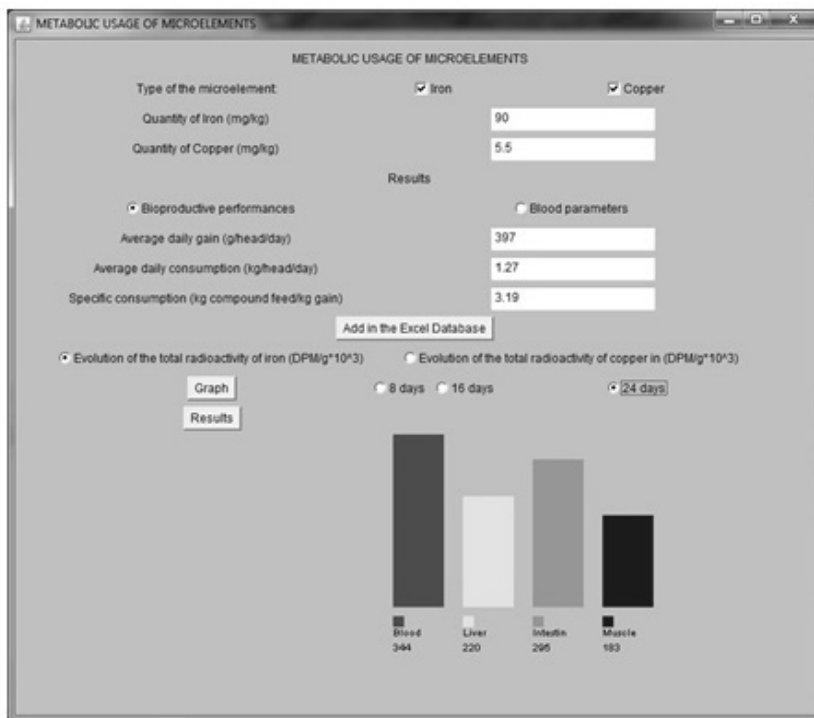 METABOLIC USAGE OF MICROELEMENTS
METABOLIC USAGE OF MICROELEMENTS
Type of the microelement: Iron Copper
Quantity of Iron (mg/kg) 90
Quantity of Copper (mg/kg) 5.5
Results
Bioproductive performances Blood parameters
Average daily gain (g/head/day) 397
Average daily consumption (kg/head/day) 1.27
Specific consumption (kg compound feed/kg gain) 3.19
Add in the Excel Database
Evolution of the total radioactivity of iron (DPM/g*10^3) Evolution of the total radioactivity of copper in (DPM/g*10^3)
Graph 8 days 16 days 24 days
Results
Blood Liver Intestin Muscle
344 220 295 183